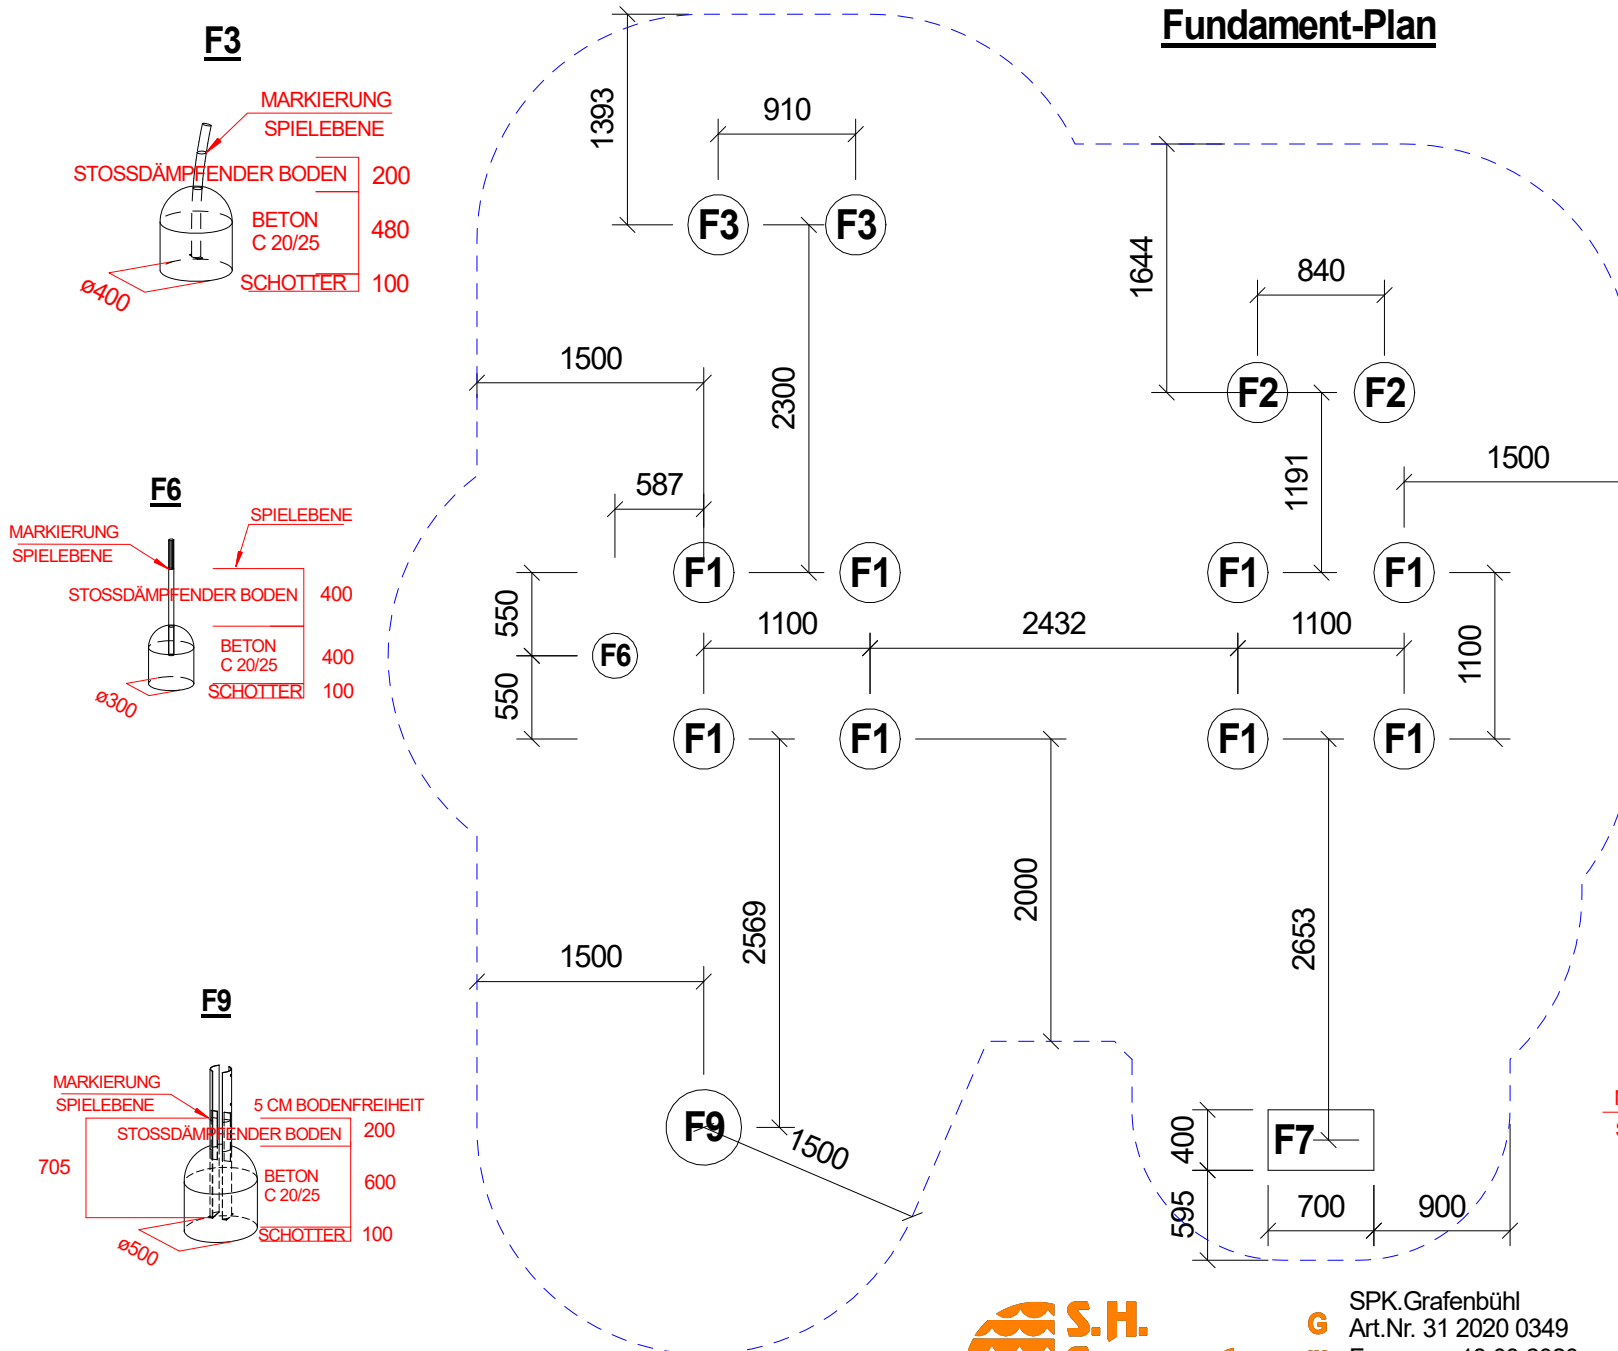 Fundament-Plan
F3
MARKIERUNG
SPIELEBENE
STOSSDÄMPFENDER BODEN 200
BETON
C 20/25
480
SCHOTTER 100
ø400
1393
910
F3 F3
1644
840
F2 F2
1500
2300
587
1191
1500
F6
SPIELEBENE
MARKIERUNG
SPIELEBENE
STOSSDÄMPFENDER BODEN 400
BETON
C 20/25
400
SCHOTTER 100
ø300
F1 F1 F1 F1
550
1100 2432 1100
F6
1100
550
F1 F1 F1 F1
2569
2000
2653
1500
F9
MARKIERUNG
SPIELEBENE
5 CM BODENFREIHEIT
STOSSDÄMPFENDER BODEN 200
705
BETON
C 20/25
600
SCHOTTER 100
ø500
F9
1500
400
F7
595
700 900
S.H.
G
SPK.Grafenbühl
Art.Nr. 31 2020 0349